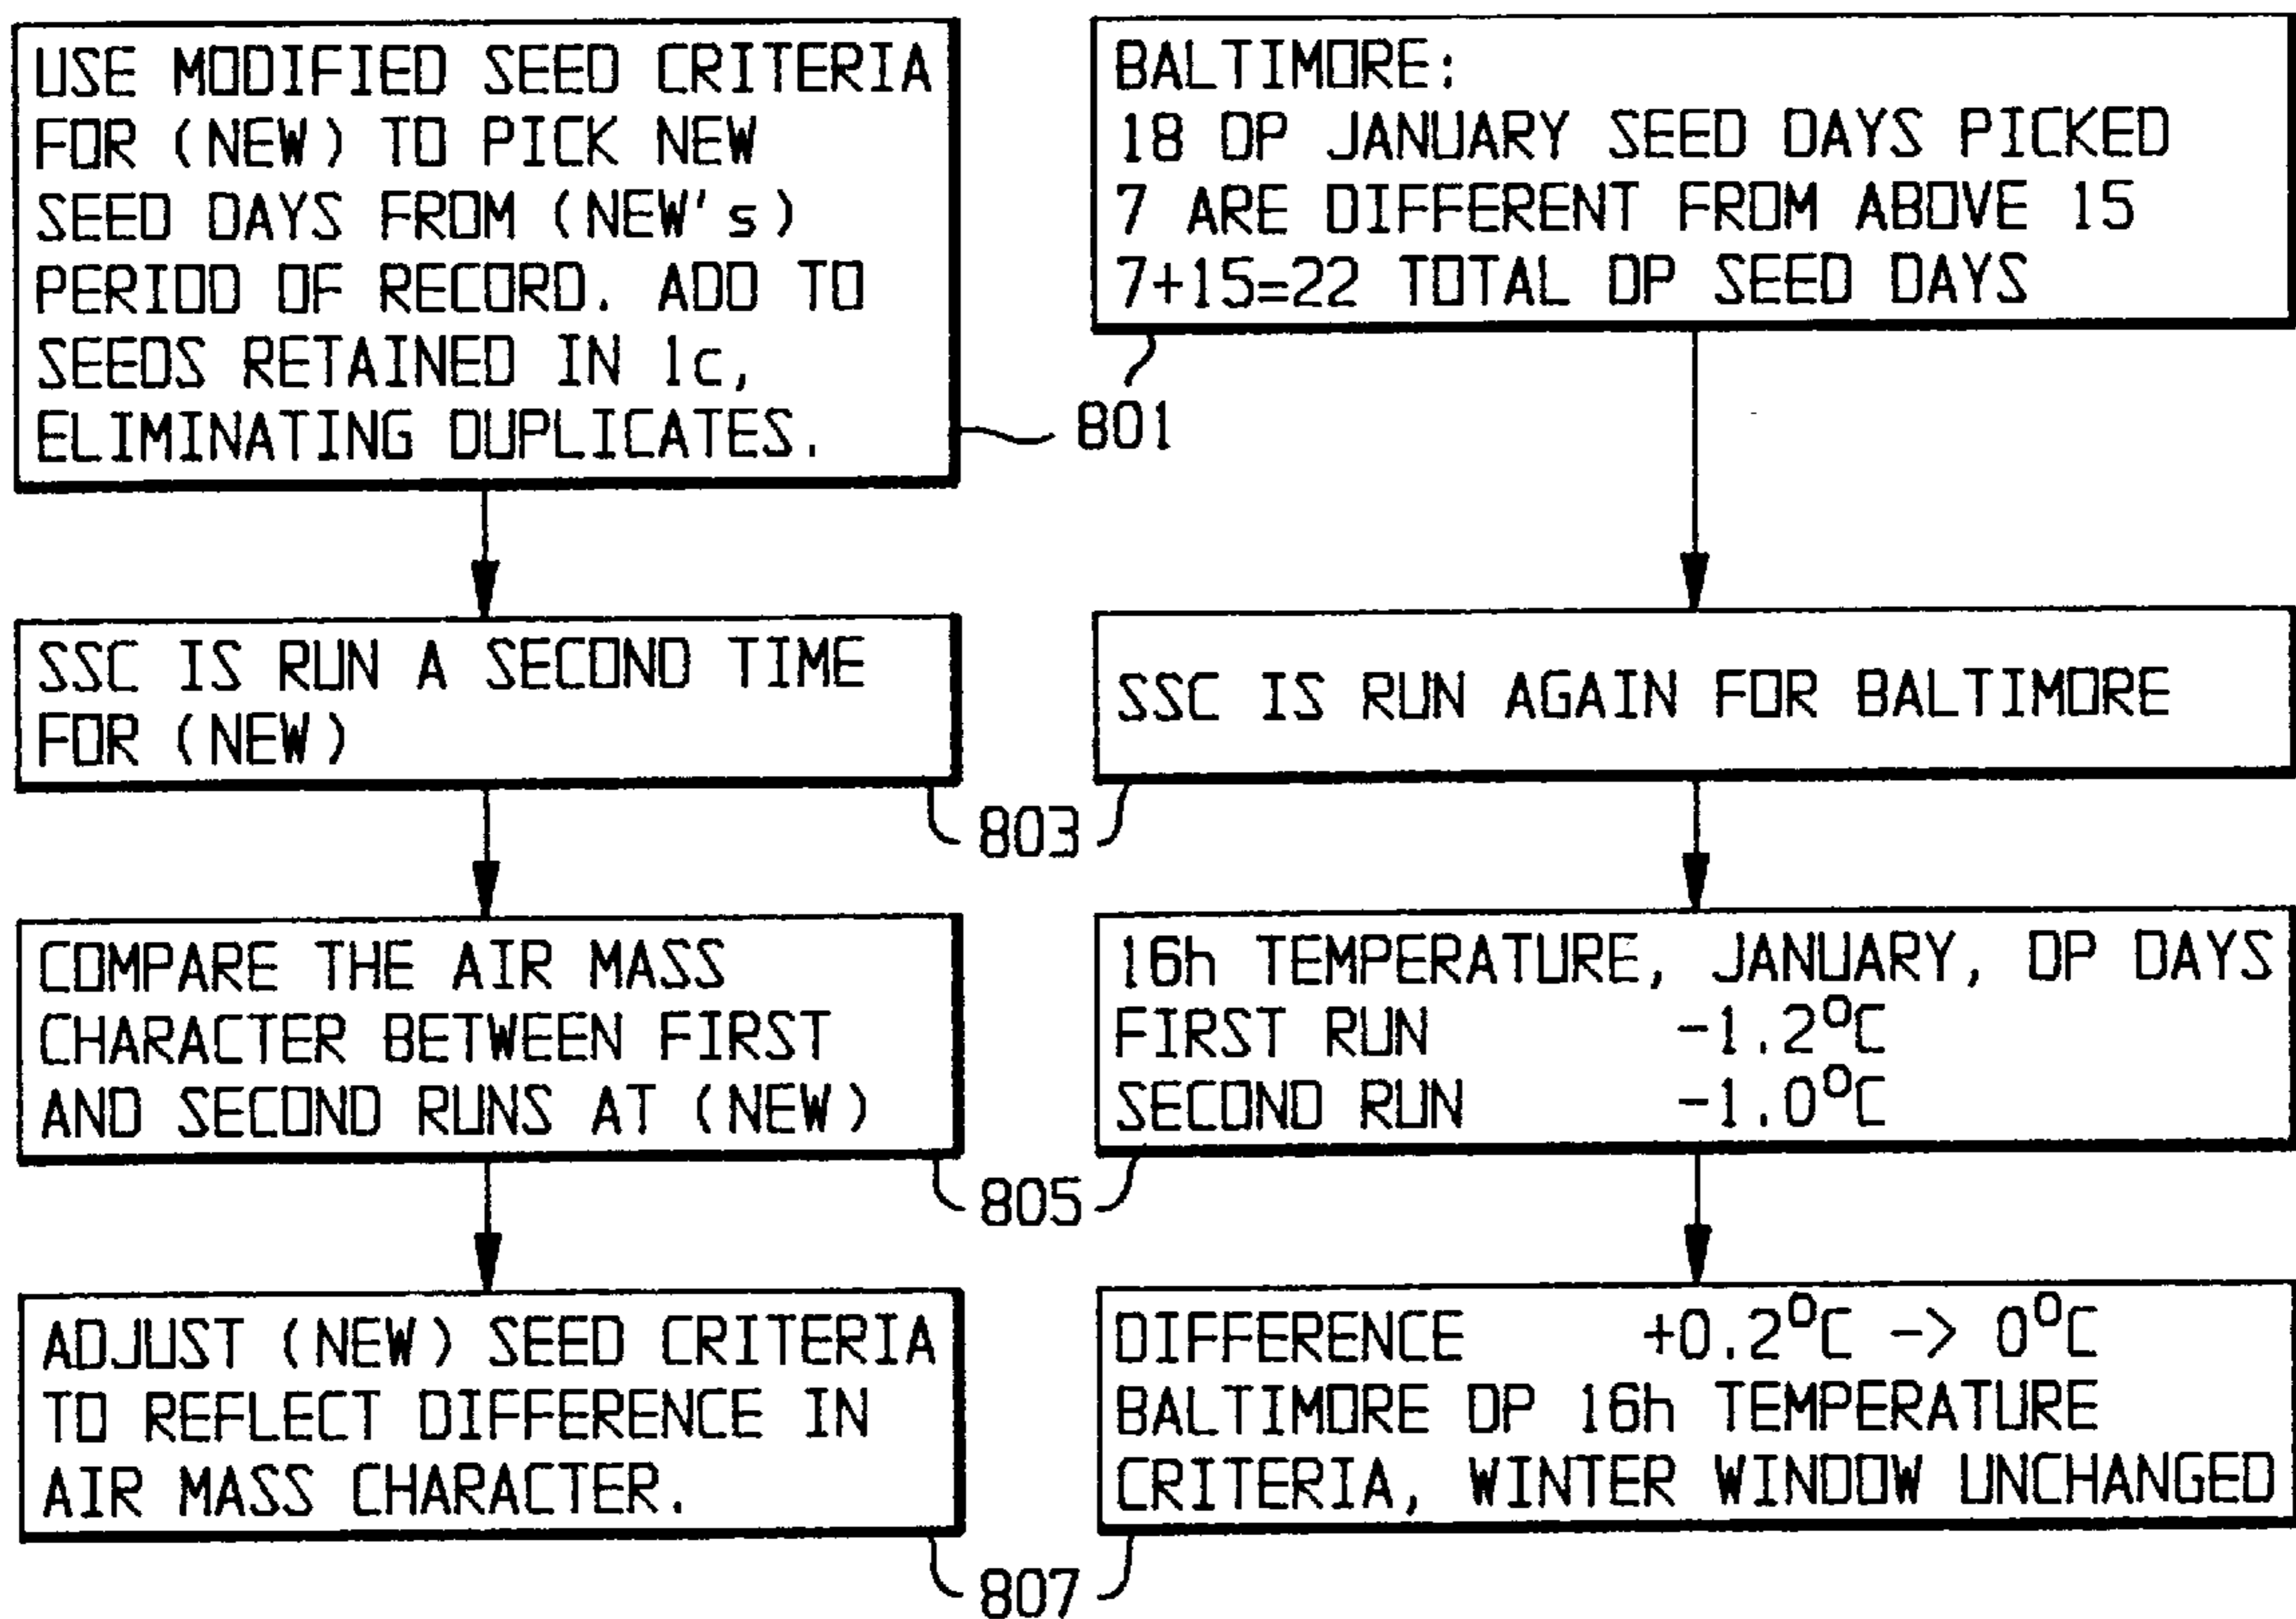 USE MODIFIED SEED CRITERIA
FOR (NEW) TO PICK NEW
SEED DAYS FROM (NEW's)
PERIOD OF RECORD. ADD TO
SEEDS RETAINED IN 1c,
ELIMINATING DUPLICATES.
BALTIMORE:
18 DP JANUARY SEED DAYS PICKED
7 ARE DIFFERENT FROM ABOVE 15
7+15=22 TOTAL DP SEED DAYS
801
SSC IS RUN A SECOND TIME
FOR (NEW)
SSC IS RUN AGAIN FOR BALTIMORE
803
COMPARE THE AIR MASS
CHARACTER BETWEEN FIRST
AND SECOND RUNS AT (NEW)
16h TEMPERATURE, JANUARY, DP DAYS
FIRST RUN -1.2°C
SECOND RUN -1.0°C
805
ADJUST (NEW) SEED CRITERIA
TO REFLECT DIFFERENCE IN
AIR MASS CHARACTER.
DIFFERENCE +0.2°C -> 0°C
BALTIMORE DP 16h TEMPERATURE
CRITERIA, WINTER WINDOW UNCHANGED
807